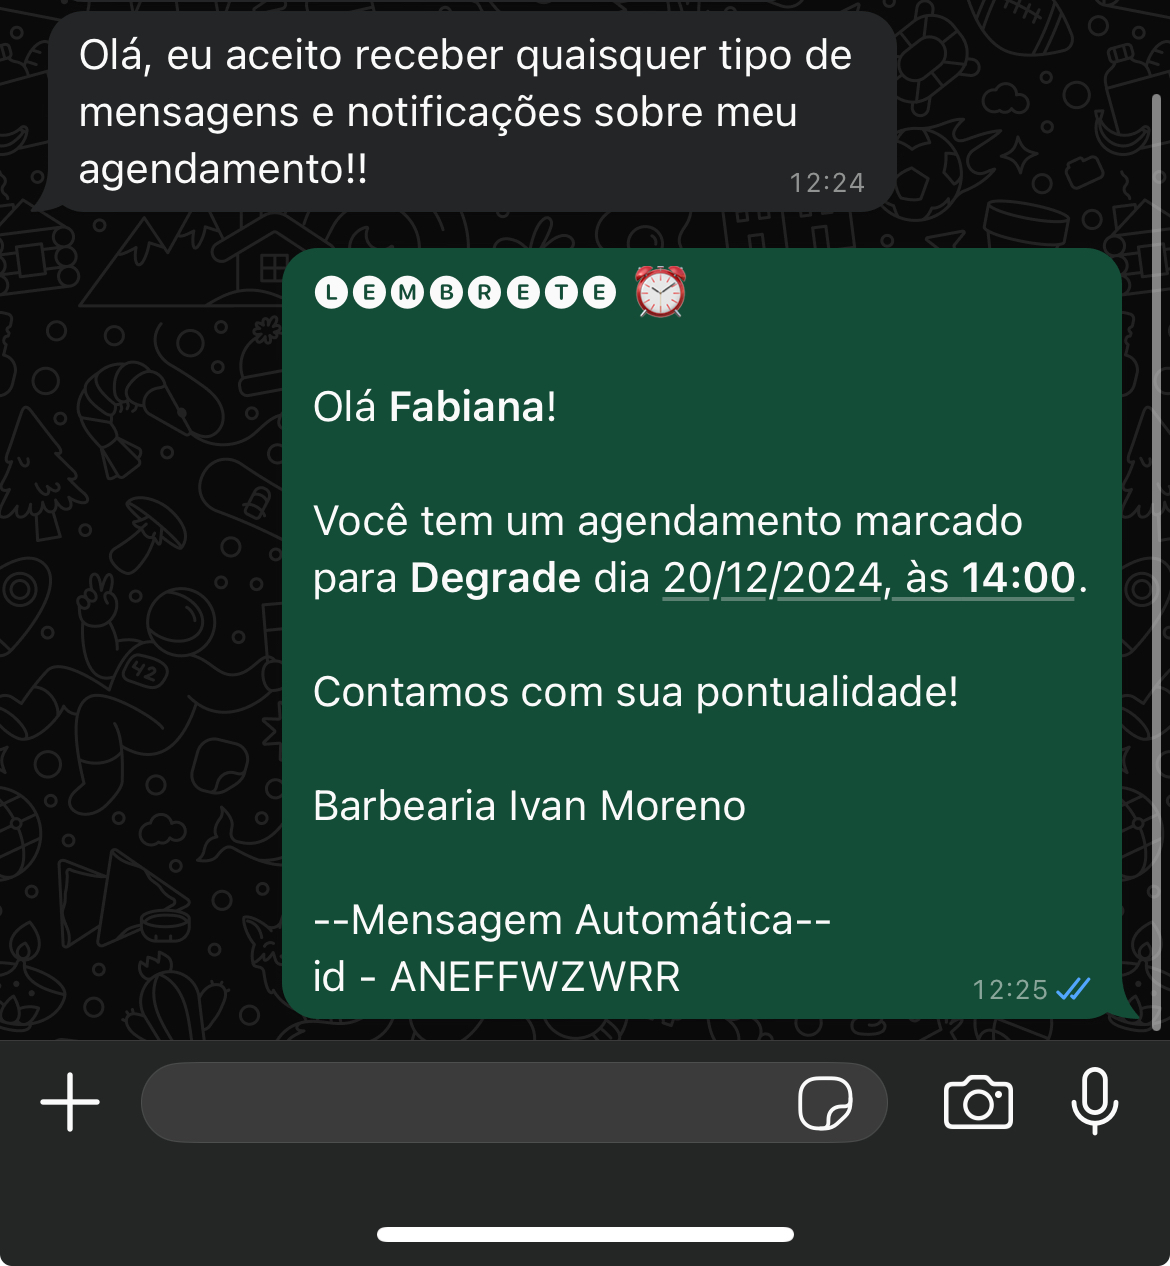 Olá, eu aceito receber quaisquer tipo de
mensagens e notificações sobre meu
agendamento!!
12:24
🅛🅔🅜🅑🅡🅔🅣🅔 ⏰
Olá Fabiana!
Você tem um agendamento marcado
para Degrade dia 20/12/2024, às 14:00.
Contamos com sua pontualidade!
Barbearia Ivan Moreno
--Mensagem Automática--
id - ANEFFWZWRR
12:25
42